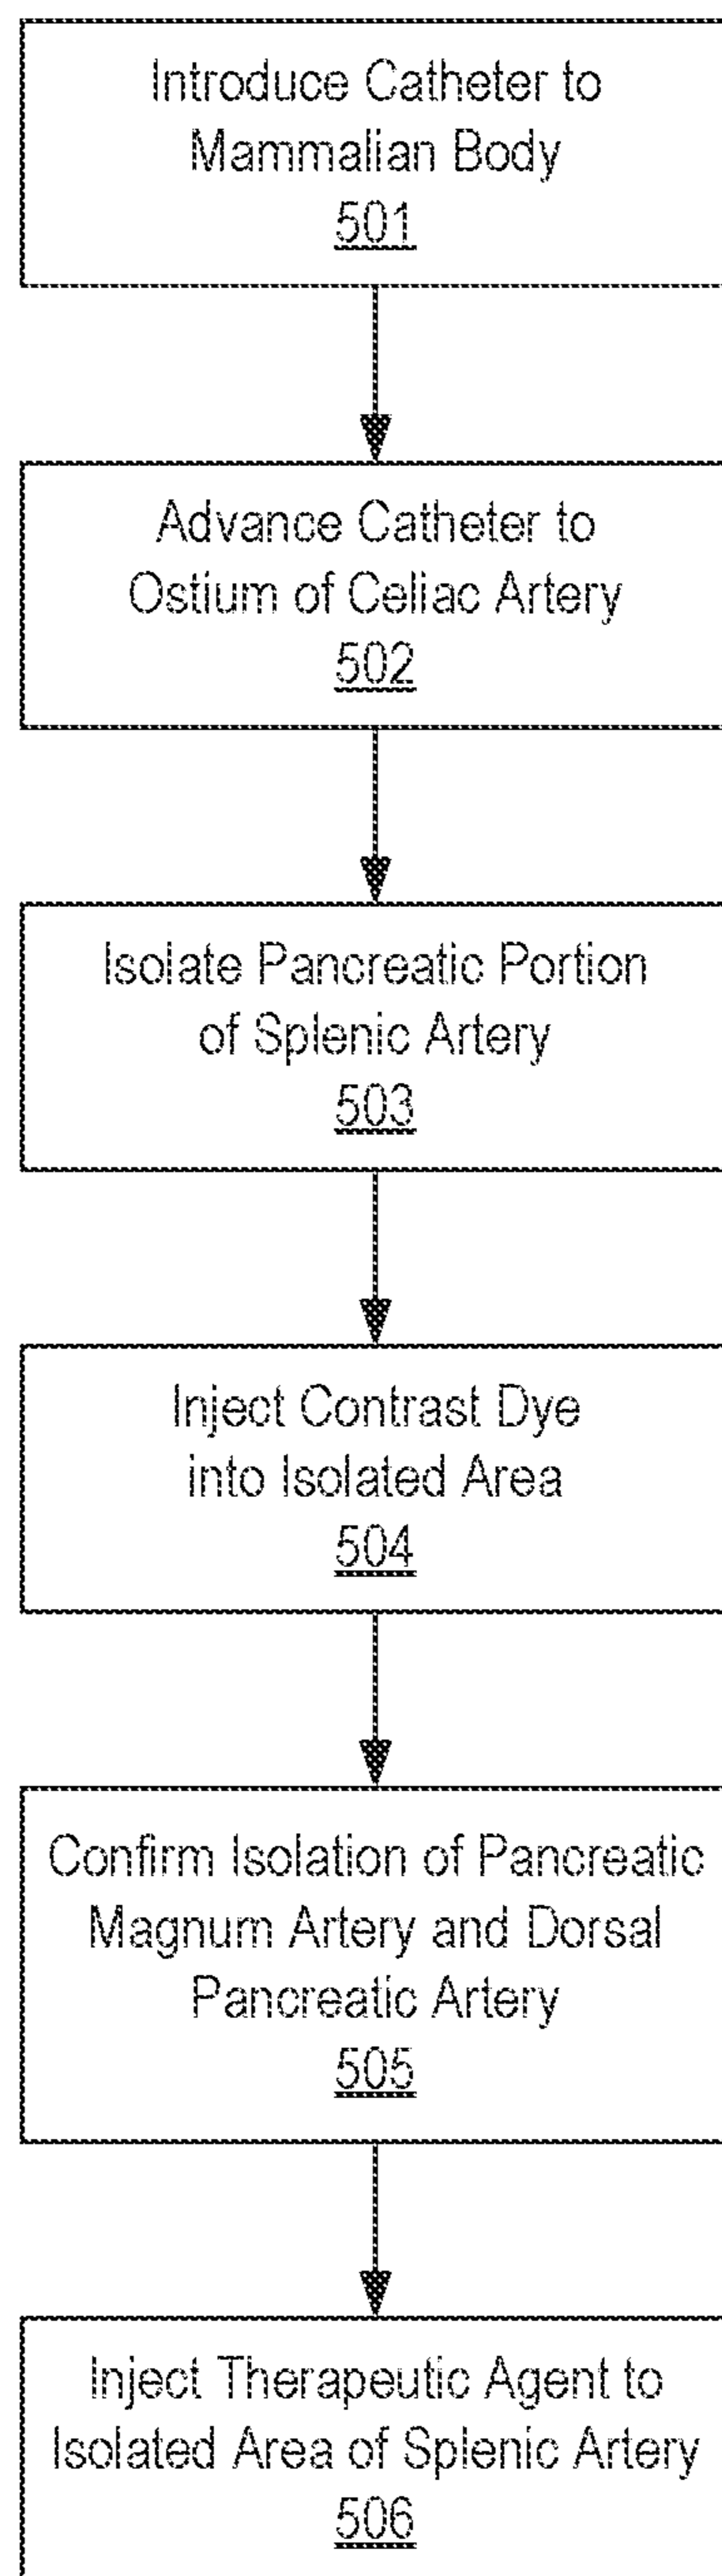 Introduce Catheter to
Mammalian Body
501
Advance Catheter to
Ostium of Celiac Artery
502
Isolate Pancreatic Portion
of Splenic Artery
503
Inject Contrast Dye
into Isolated Area
504
Confirm Isolation of Pancreatic
Magnum Artery and Dorsal
Pancreatic Artery
505
Inject Therapeutic Agent to
Isolated Area of Splenic Artery
506